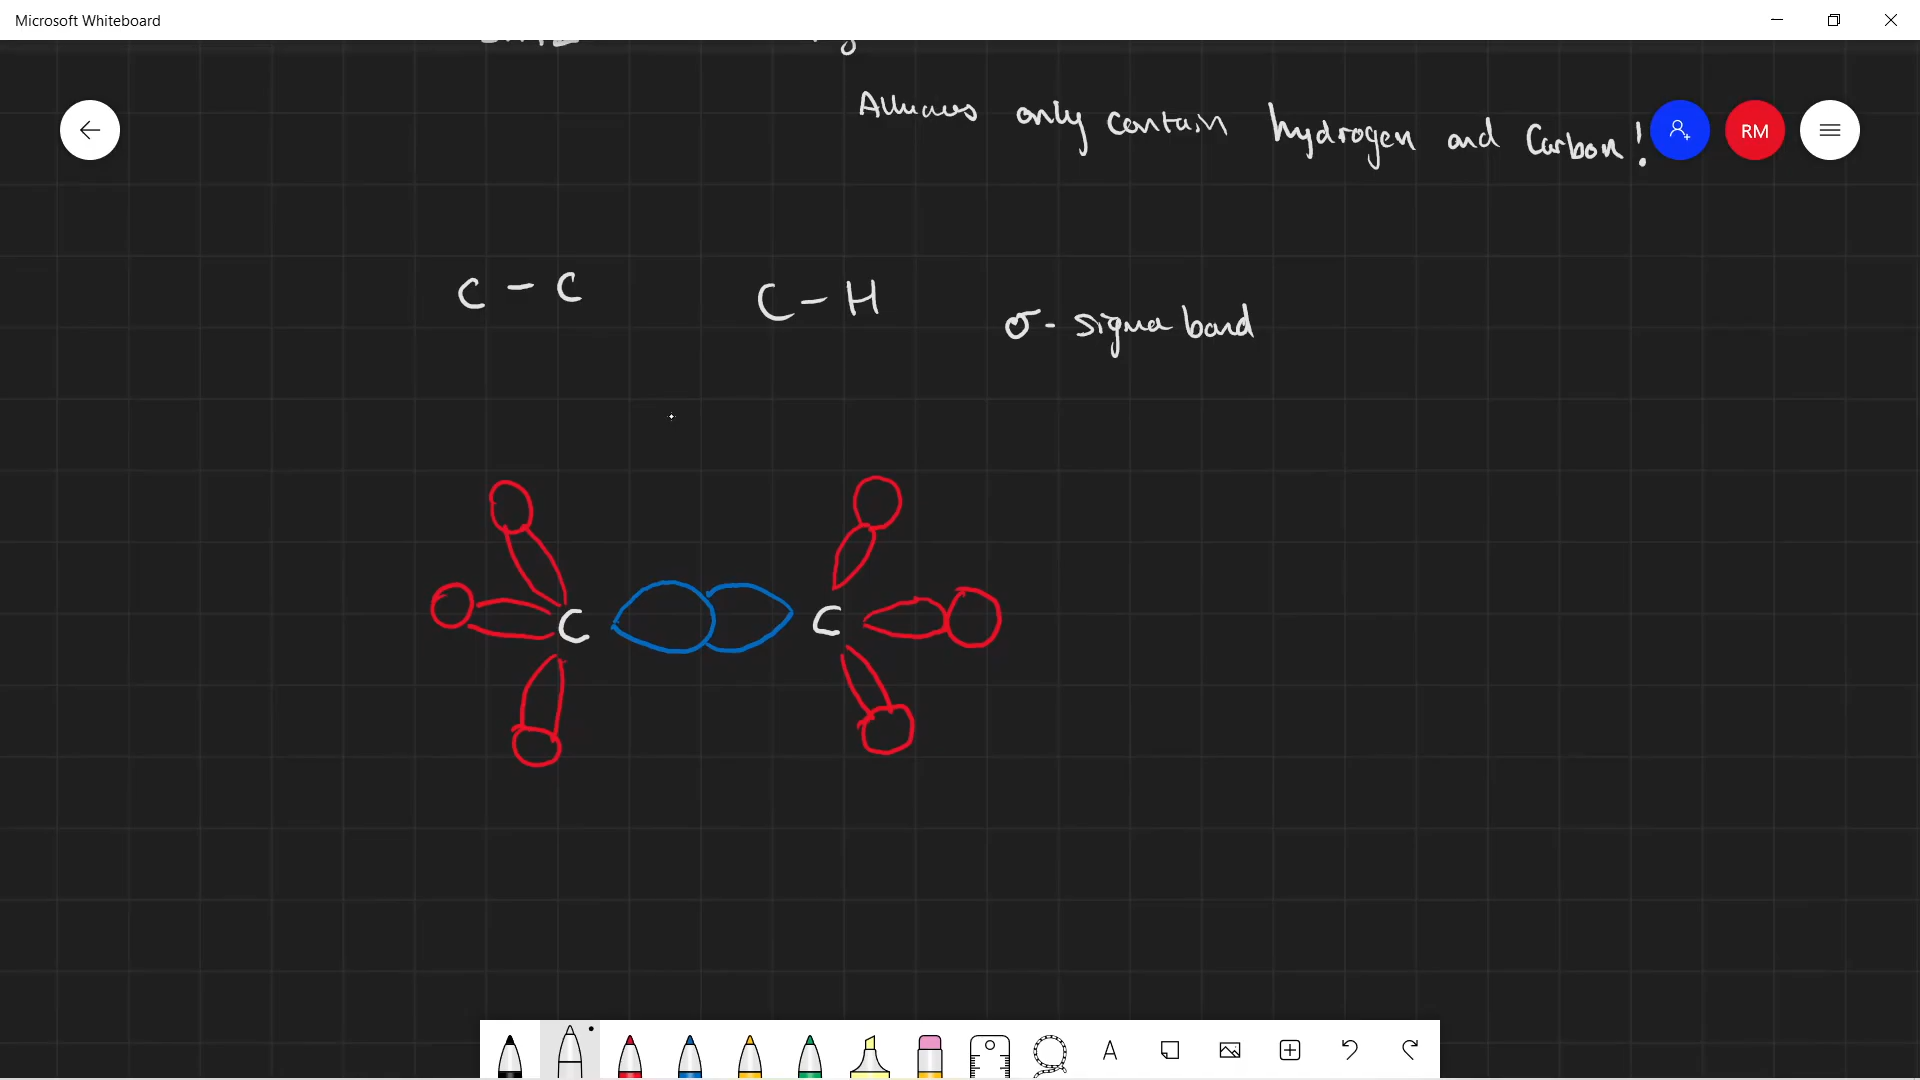 Microsoft Whiteboard
Alkanes only contain hydrogen and Carbon!
RM
C - C
C - H
σ - sigma bond
C
C
A